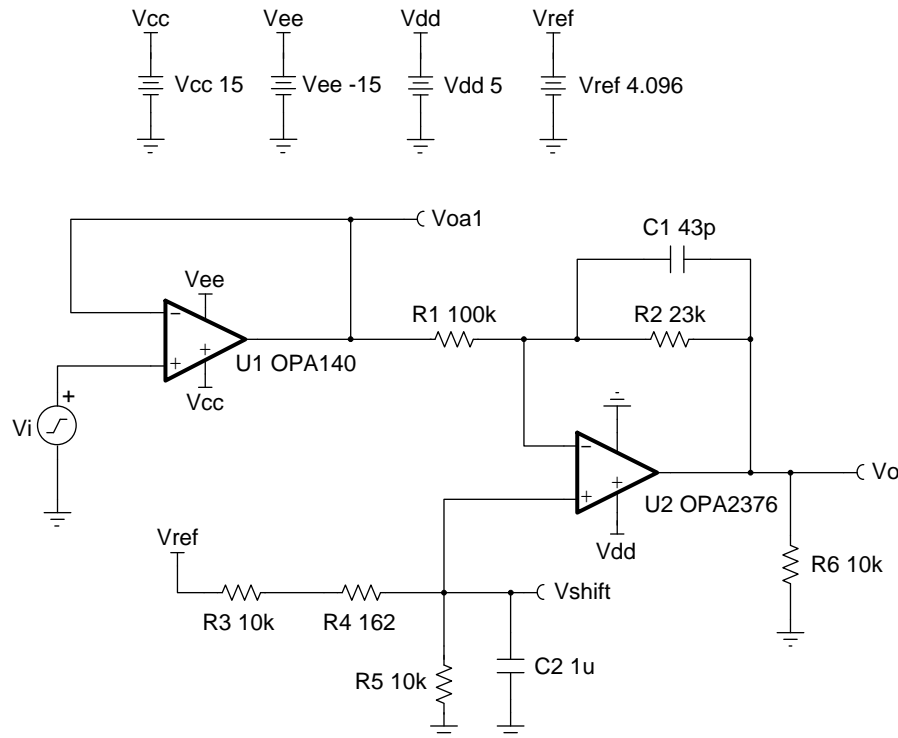 Vcc
Vee
Vdd
Vref
Vcc 15
Vee -15
Vdd 5
Vref 4.096
Voa1
C1 43p
Vee
R1 100k
R2 23k
−
+
+
U1 OPA140
Vcc
+
Vi
−
+
+
Vo
U2 OPA2376
Vref
Vdd
R6 10k
Vshift
R3 10k
R4 162
R5 10k
C2 1u